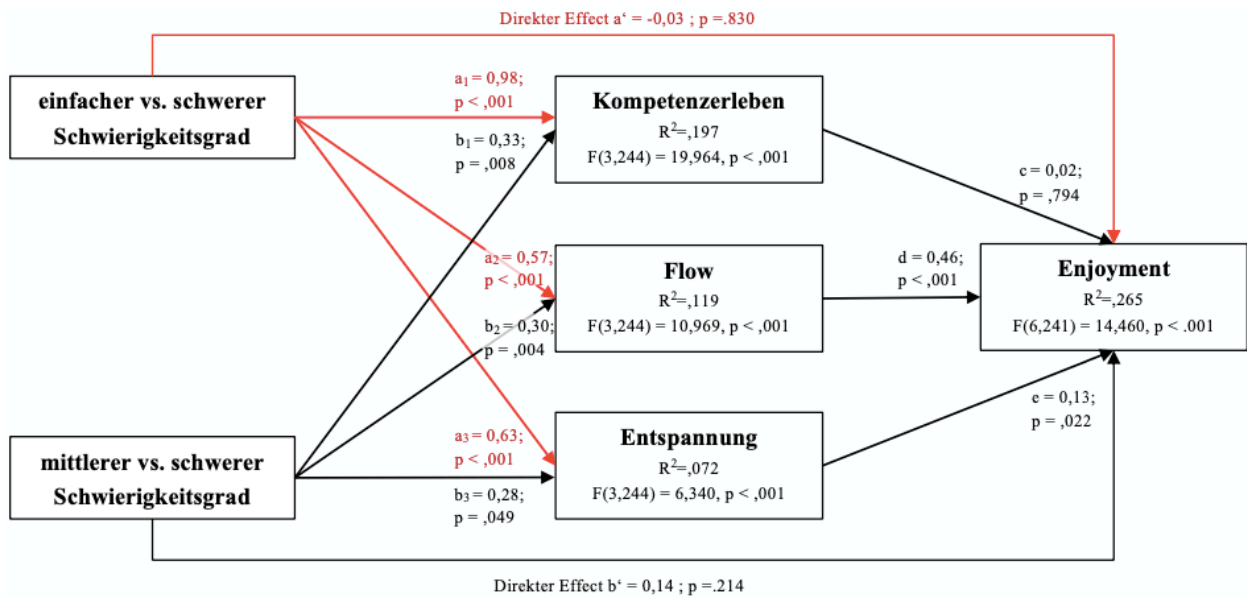 Direkter Effect a‘ = -0,03 ; p =.830
einfacher vs. schwerer
Schwierigkeitsgrad
a₁ = 0,98;
p < ,001
b₁ = 0,33;
p = ,008
Kompetenzerleben
R²=,197
F(3,244) = 19,964, p < ,001
c = 0,02;
p = ,794
a₂ = 0,57;
p < ,001
b₂ = 0,30;
p = ,004
Flow
R²=,119
F(3,244) = 10,969, p < ,001
d = 0,46;
p < ,001
Enjoyment
R²=,265
F(6,241) = 14,460, p < .001
mittlerer vs. schwerer
Schwierigkeitsgrad
a₃ = 0,63;
p < ,001
b₃ = 0,28;
p = ,049
Entspannung
R²=,072
F(3,244) = 6,340, p < ,001
e = 0,13;
p = ,022
Direkter Effect b‘ = 0,14 ; p =.214